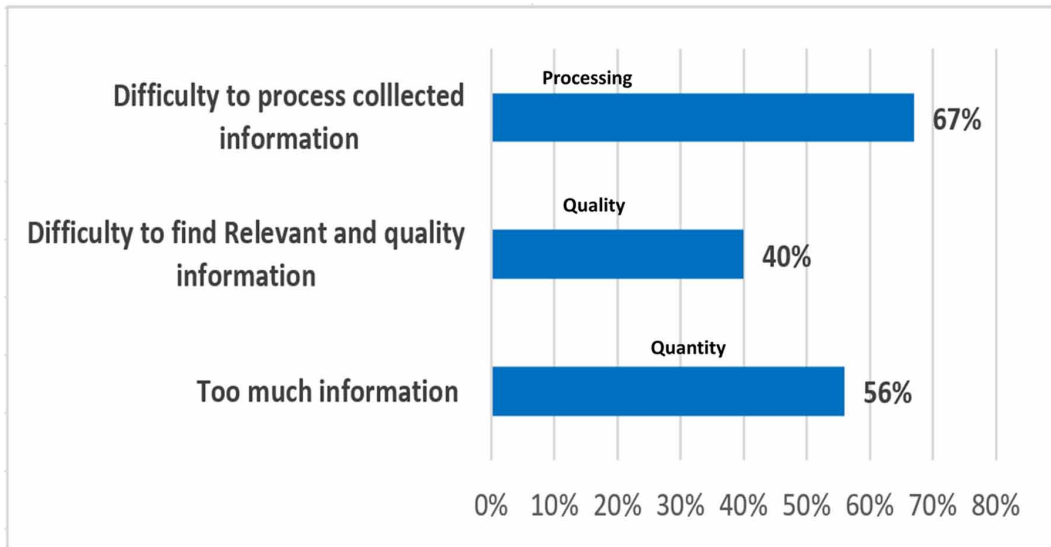 Processing
Difficulty to process colllected
information
67%
Quality
Difficulty to find Relevant and quality
information
40%
Quantity
Too much information
56%
0% 10% 20% 30% 40% 50% 60% 70% 80%